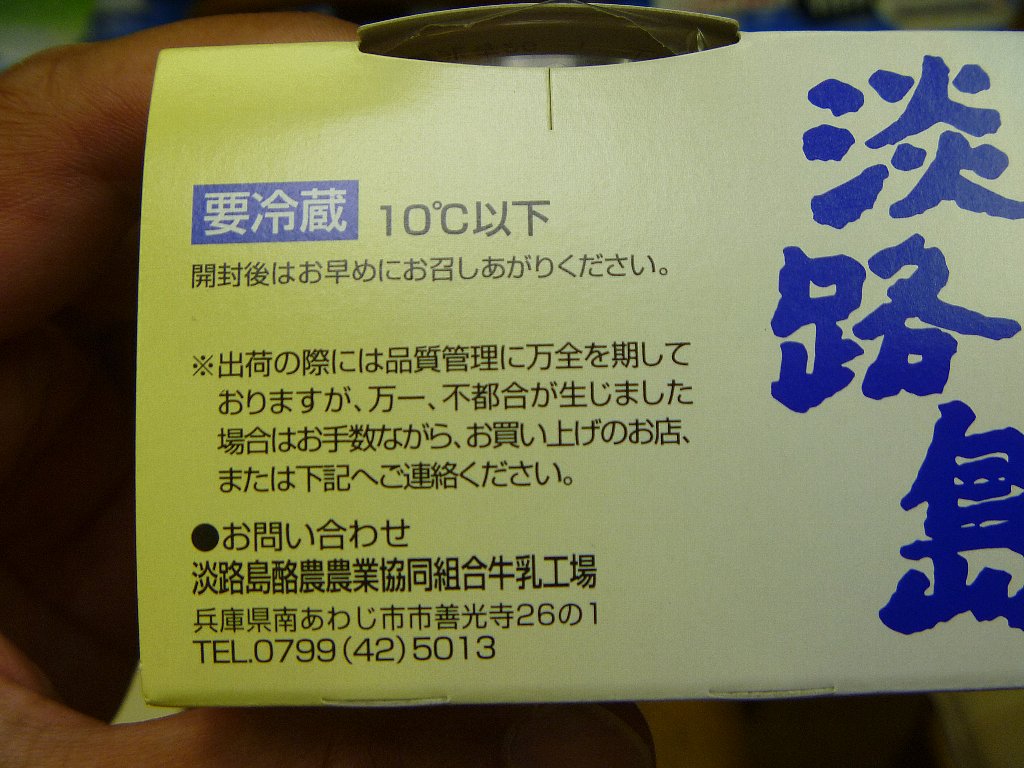 要冷蔵 10℃以下
開封後はお早めにお召しあがりください。
※出荷の際には品質管理に万全を期して
おりますが、万一、不都合が生じました
場合はお手数ながら、お買い上げのお店、
または下記へご連絡ください。
●お問い合わせ
淡路島酪農農業協同組合牛乳工場
兵庫県南あわじ市市善光寺26の1
TEL.0799(42)5013
淡路島